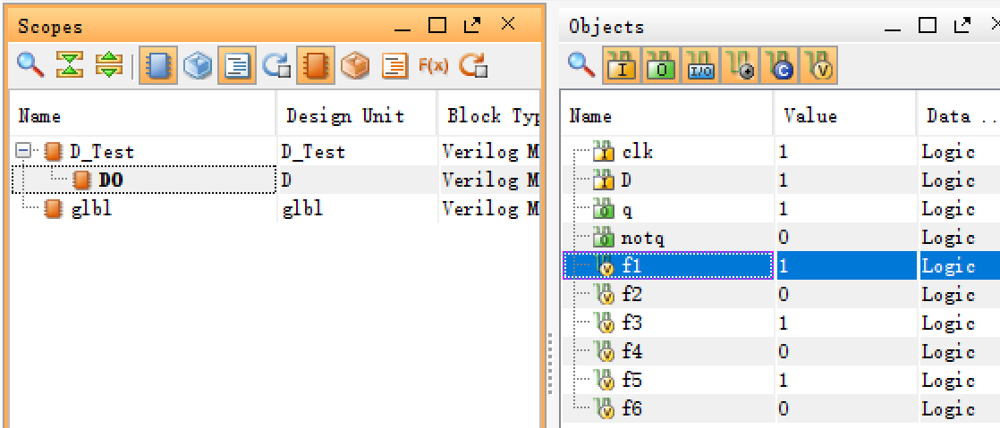 Scopes
Objects
F(x)
I
O
I/O
C
V
Name Design Unit Block Typ
Name Value Data ..
D_Test D_Test Verilog M
clk 1 Logic
DO D Verilog M
D 1 Logic
glbl glbl Verilog M
q 1 Logic
notq 0 Logic
f1 1 Logic
f2 0 Logic
f3 1 Logic
f4 0 Logic
f5 1 Logic
f6 0 Logic